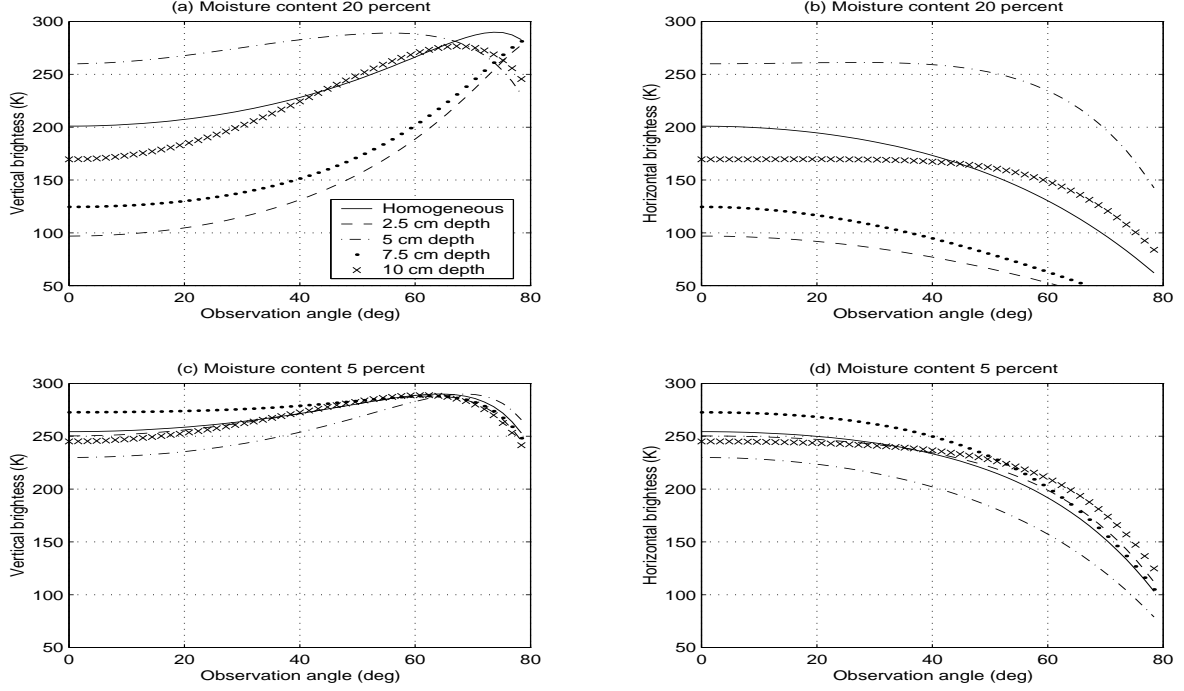 (a) Moisture content 20 percent
300
250
200
150
100
50
0
20
40
60
80
Vertical brightess (K)
Observation angle (deg)
Homogeneous
2.5 cm depth
5 cm depth
7.5 cm depth
10 cm depth
(b) Moisture content 20 percent
300
250
200
150
100
50
0
20
40
60
80
Horizontal brightess (K)
Observation angle (deg)
(c) Moisture content 5 percent
300
250
200
150
100
50
0
20
40
60
80
Vertical brightess (K)
Observation angle (deg)
(d) Moisture content 5 percent
300
250
200
150
100
50
0
20
40
60
80
Horizontal brightess (K)
Observation angle (deg)